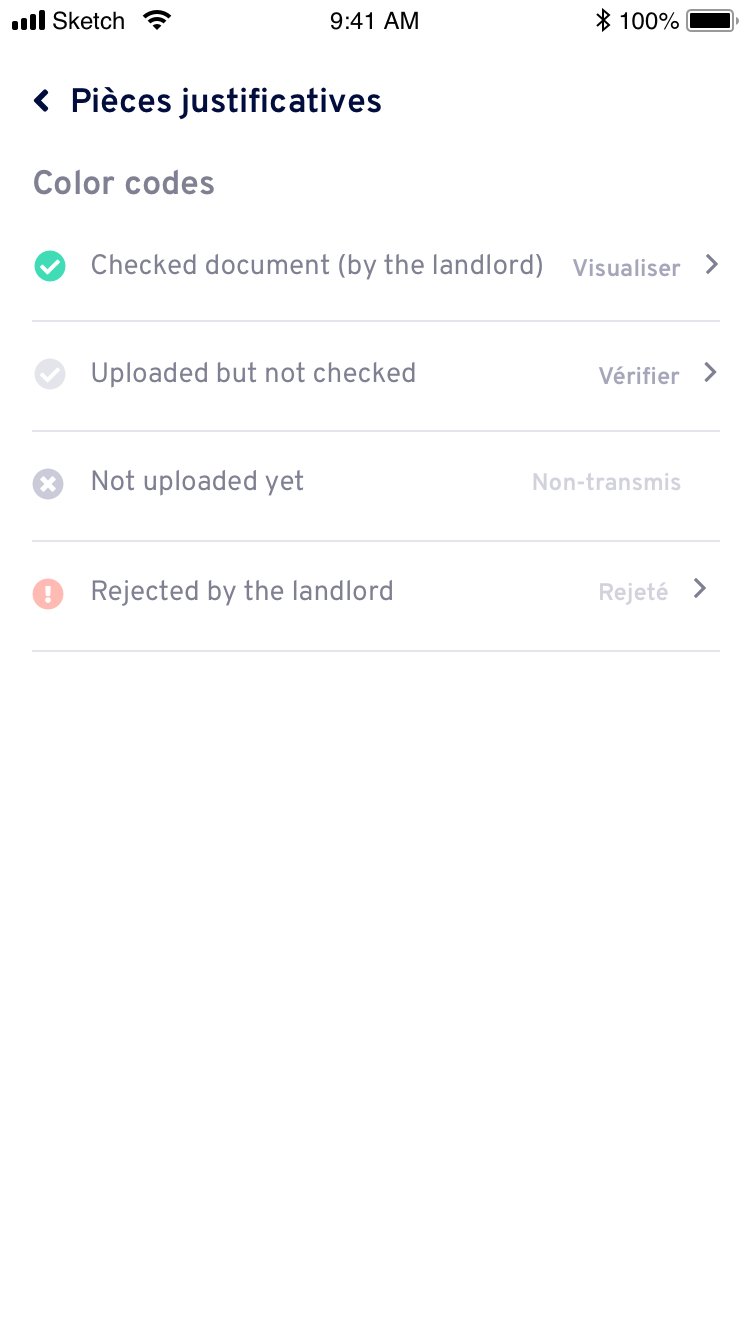 Sketch 9:41 AM 100%
Pièces justificatives
Color codes
Checked document (by the landlord) Visualiser
Uploaded but not checked Vérifier
Not uploaded yet Non-transmis
Rejected by the landlord Rejeté